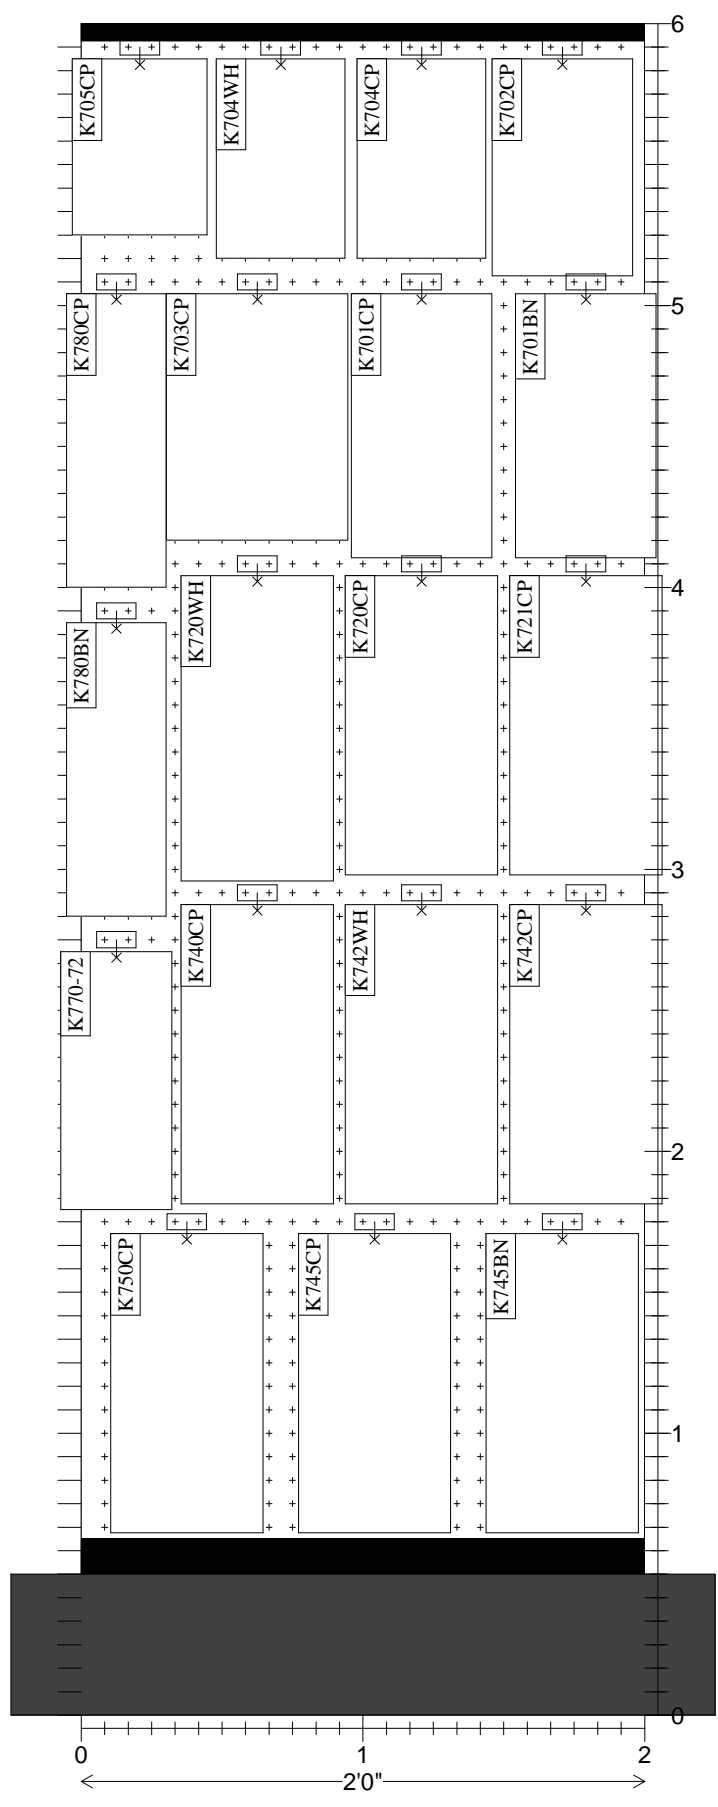 6
K705CP
K704WH
K704CP
K702CP
5
K780CP
K703CP
K701CP
K701BN
4
K780BN
K720WH
K720CP
K721CP
3
K770-72
K740CP
K742WH
K742CP
2
K750CP
K745CP
K745BN
1
0
0 1 2
2'0"